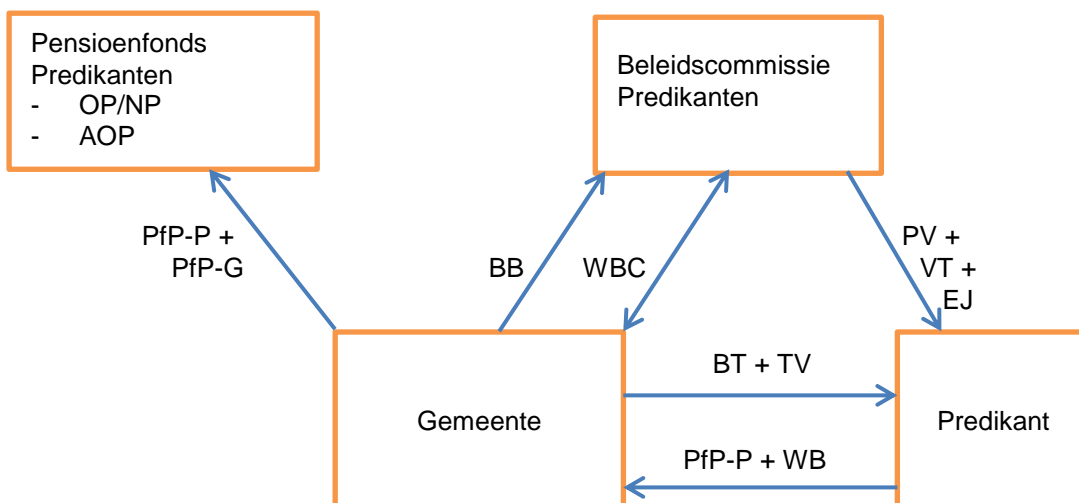 Pensioenfonds
Predikanten
- OP/NP
- AOP
Beleidscommissie
Predikanten
PfP-P +
PfP-G
BB
WBC
PV +
VT +
EJ
Gemeente
BT + TV
PfP-P + WB
Predikant